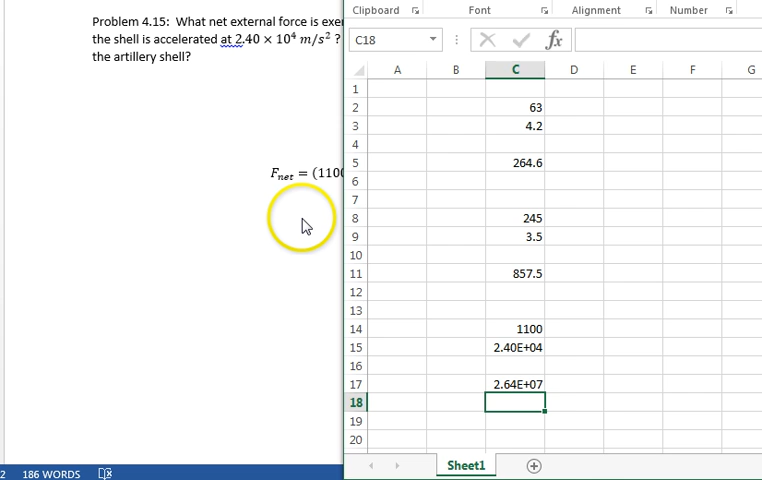 Problem 4.15: What net external force is exe
the shell is accelerated at 2.40 × 10⁴ m/s² ?
the artillery shell?
F_net = (1100
2 186 WORDS
Clipboard Font Alignment Number
C18 fx
A B C D E F G
1
2 63
3 4.2
4
5 264.6
6
7
8 245
9 3.5
10
11 857.5
12
13
14 1100
15 2.40E+04
16
17 2.64E+07
18
19
20
Sheet1